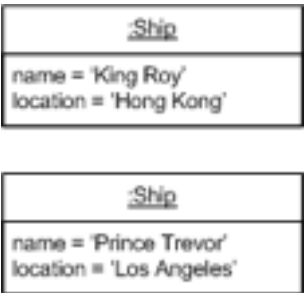 :Ship
name = 'King Roy'
location = 'Hong Kong'
:Ship
name = 'Prince Trevor'
location = 'Los Angeles'